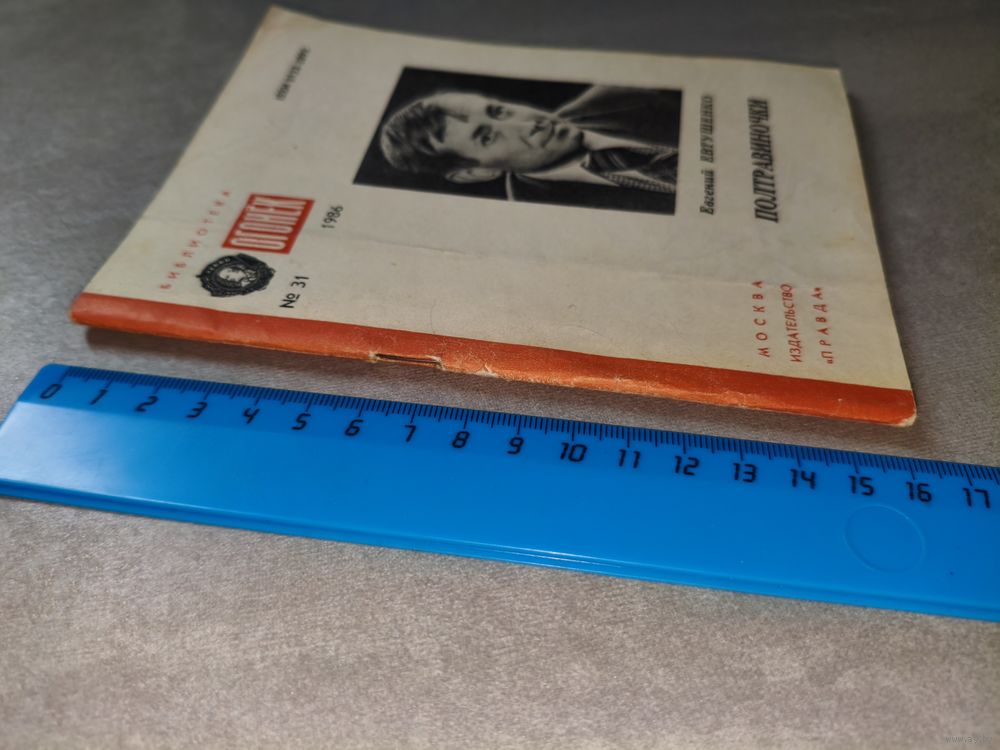 БИБЛИОТЕКА
ОГОНЕК
№ 31
1986
Евгений ЕВТУШЕНКО
ПОЛТРАВИНОЧКИ
МОСКВА
ИЗДАТЕЛЬСТВО
«ПРАВДА»
0 1 2 3 4 5 6 7 8 9 10 11 12 13 14 15 16 17